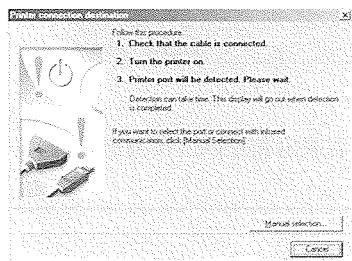 Printer connection destination
Follow this procedure.
1. Check that the cable is connected.
2. Turn the printer on.
3. Printer port will be detected. Please wait.
Detection can take time. This display will go out when detection
is completed.
If you want to select the port or connect with infrared
communication, click [Manual Selection]
Manual selection...
Cancel